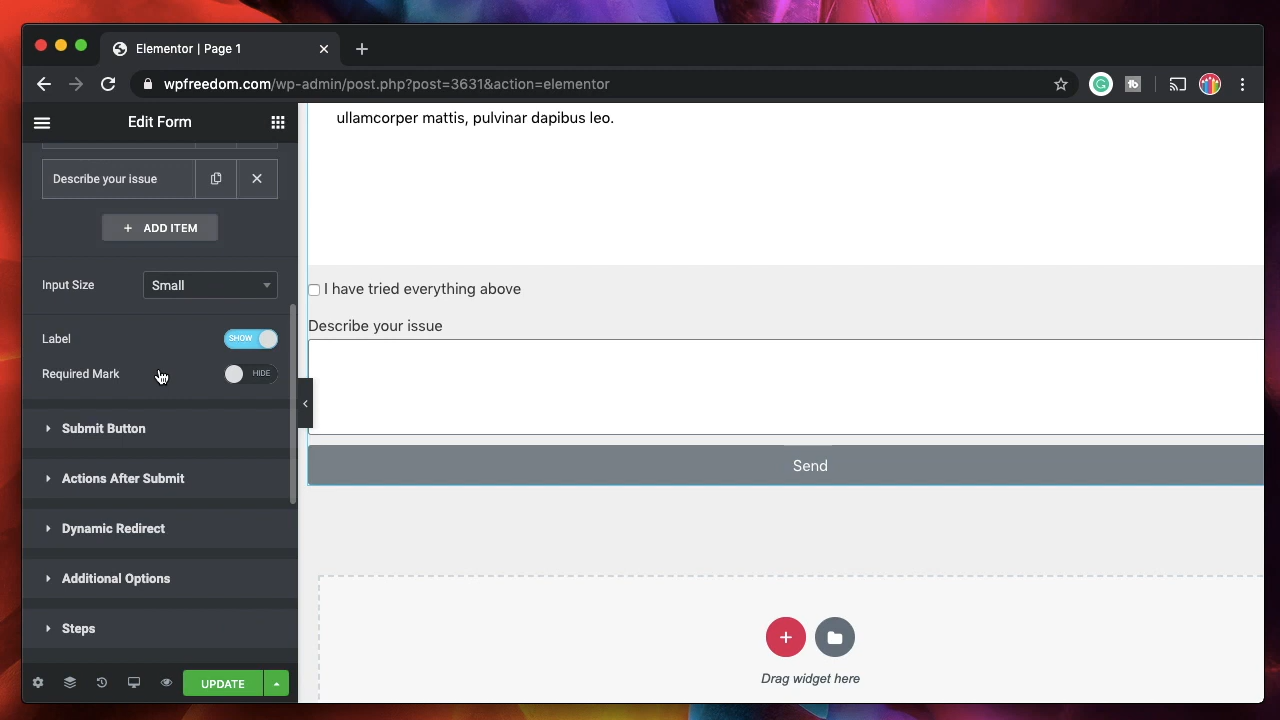 Elementor | Page 1
wpfreedom.com/wp-admin/post.php?post=3631&action=elementor
Edit Form
ullamcorper mattis, pulvinar dapibus leo.
Describe your issue
+ ADD ITEM
Input Size
Small
Label
SHOW
Required Mark
HIDE
Submit Button
Actions After Submit
Dynamic Redirect
Additional Options
Steps
UPDATE
I have tried everything above
Describe your issue
Send
Drag widget here